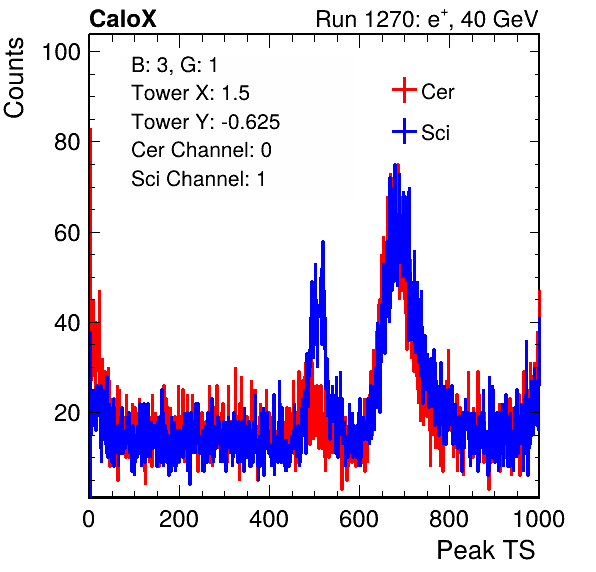 CaloX
Run 1270: e+, 40 GeV
Counts
100
80
60
40
20
B: 3, G: 1
Tower X: 1.5
Tower Y: -0.625
Cer Channel: 0
Sci Channel: 1
Cer
Sci
0 200 400 600 800 1000
Peak TS